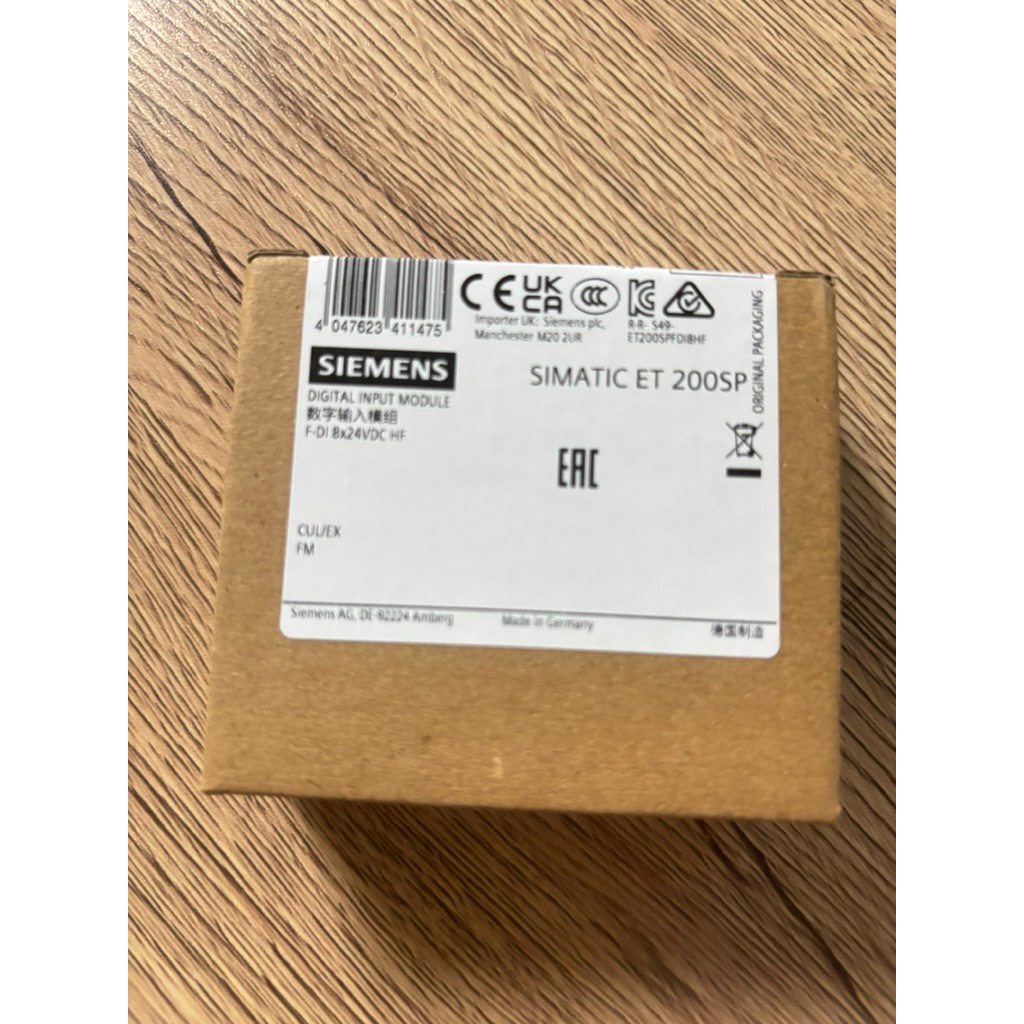 4 047623 411475
CE UK CA CCC
Importer UK: Siemens plc,
Manchester M20 2UR
R-R- S49-
ET200SPFDI8HF
ORIGINAL PACKAGING
SIEMENS
SIMATIC ET 200SP
DIGITAL INPUT MODULE
数字输入模组
F-DI 8x24VDC HF
EAC
CUL/EX
FM
Siemens AG, DE-92224 Amberg
Made in Germany
德国制造